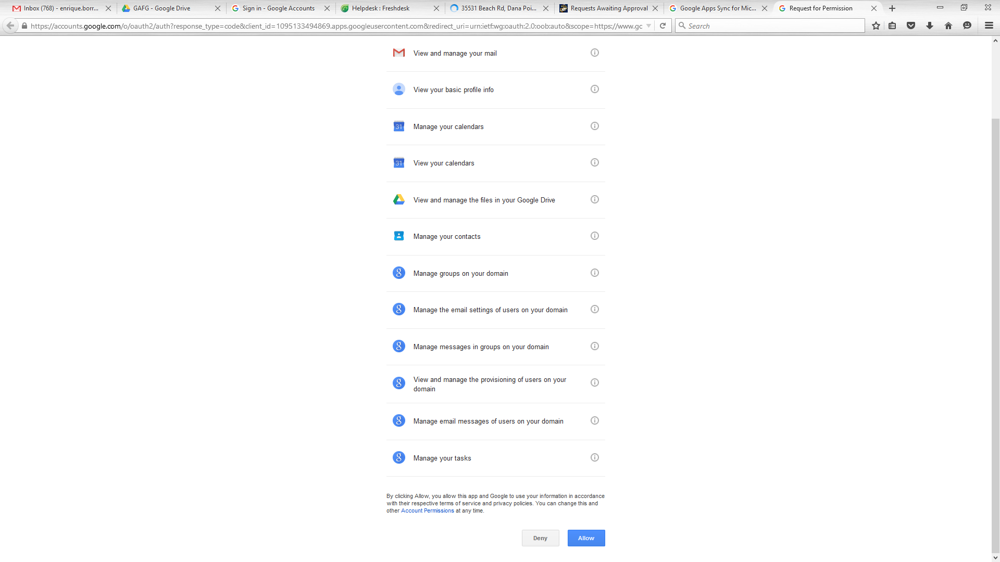 Inbox (768) - enrique.borr...
GAFG - Google Drive
Sign in - Google Accounts
Helpdesk : Freshdesk
35531 Beach Rd, Dana Poi...
Requests Awaiting Approval
Google Apps Sync for Mic...
Request for Permission
https://accounts.google.com/o/oauth2/auth?response_type=code&client_id=1095133494869.apps.googleusercontent.com&redirect_uri=urn:ietf:wg:oauth:2.0:oob:auto&scope=https://www.gc
Search
View and manage your mail
View your basic profile info
31 Manage your calendars
31 View your calendars
View and manage the files in your Google Drive
Manage your contacts
8 Manage groups on your domain
8 Manage the email settings of users on your domain
8 Manage messages in groups on your domain
8 View and manage the provisioning of users on your
domain
8 Manage email messages of users on your domain
8 Manage your tasks
By clicking Allow, you allow this app and Google to use your information in accordance
with their respective terms of service and privacy policies. You can change this and
other Account Permissions at any time.
Deny
Allow